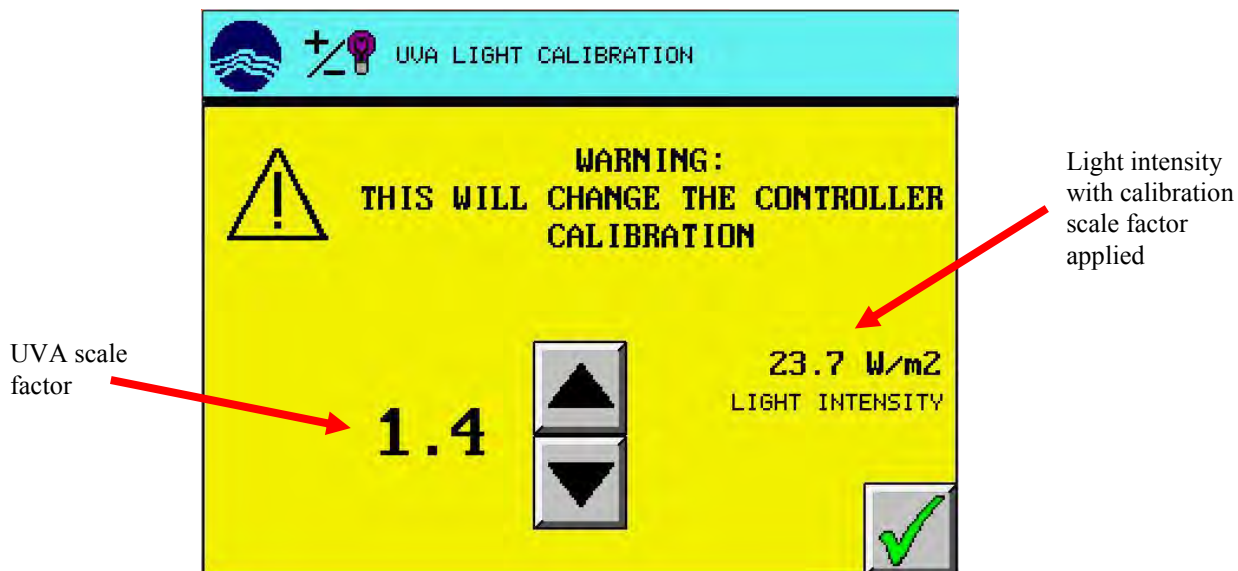 UVA LIGHT CALIBRATION
WARNING:
THIS WILL CHANGE THE CONTROLLER
CALIBRATION
Light intensity
with calibration
scale factor
applied
UVA scale
factor
1.4
23.7 W/m2
LIGHT INTENSITY